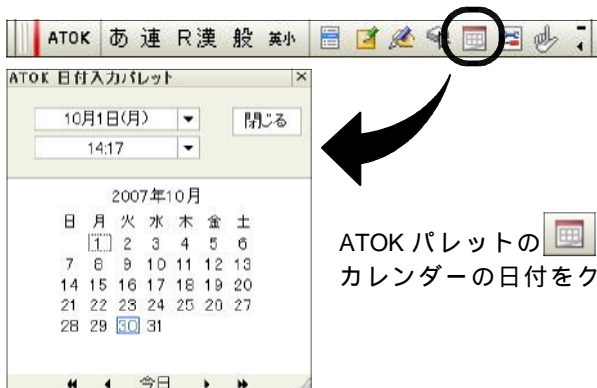 ATOK あ 連 R漢 般 英小
ATOK 日付入力パレット
10月1日(月)
閉じる
14:17
2007年10月
日 月 火 水 木 金 土
1 2 3 4 5 6
7 8 9 10 11 12 13
14 15 16 17 18 19 20
21 22 23 24 25 26 27
28 29 30 31
今日
ATOK パレットの
カレンダーの日付をク